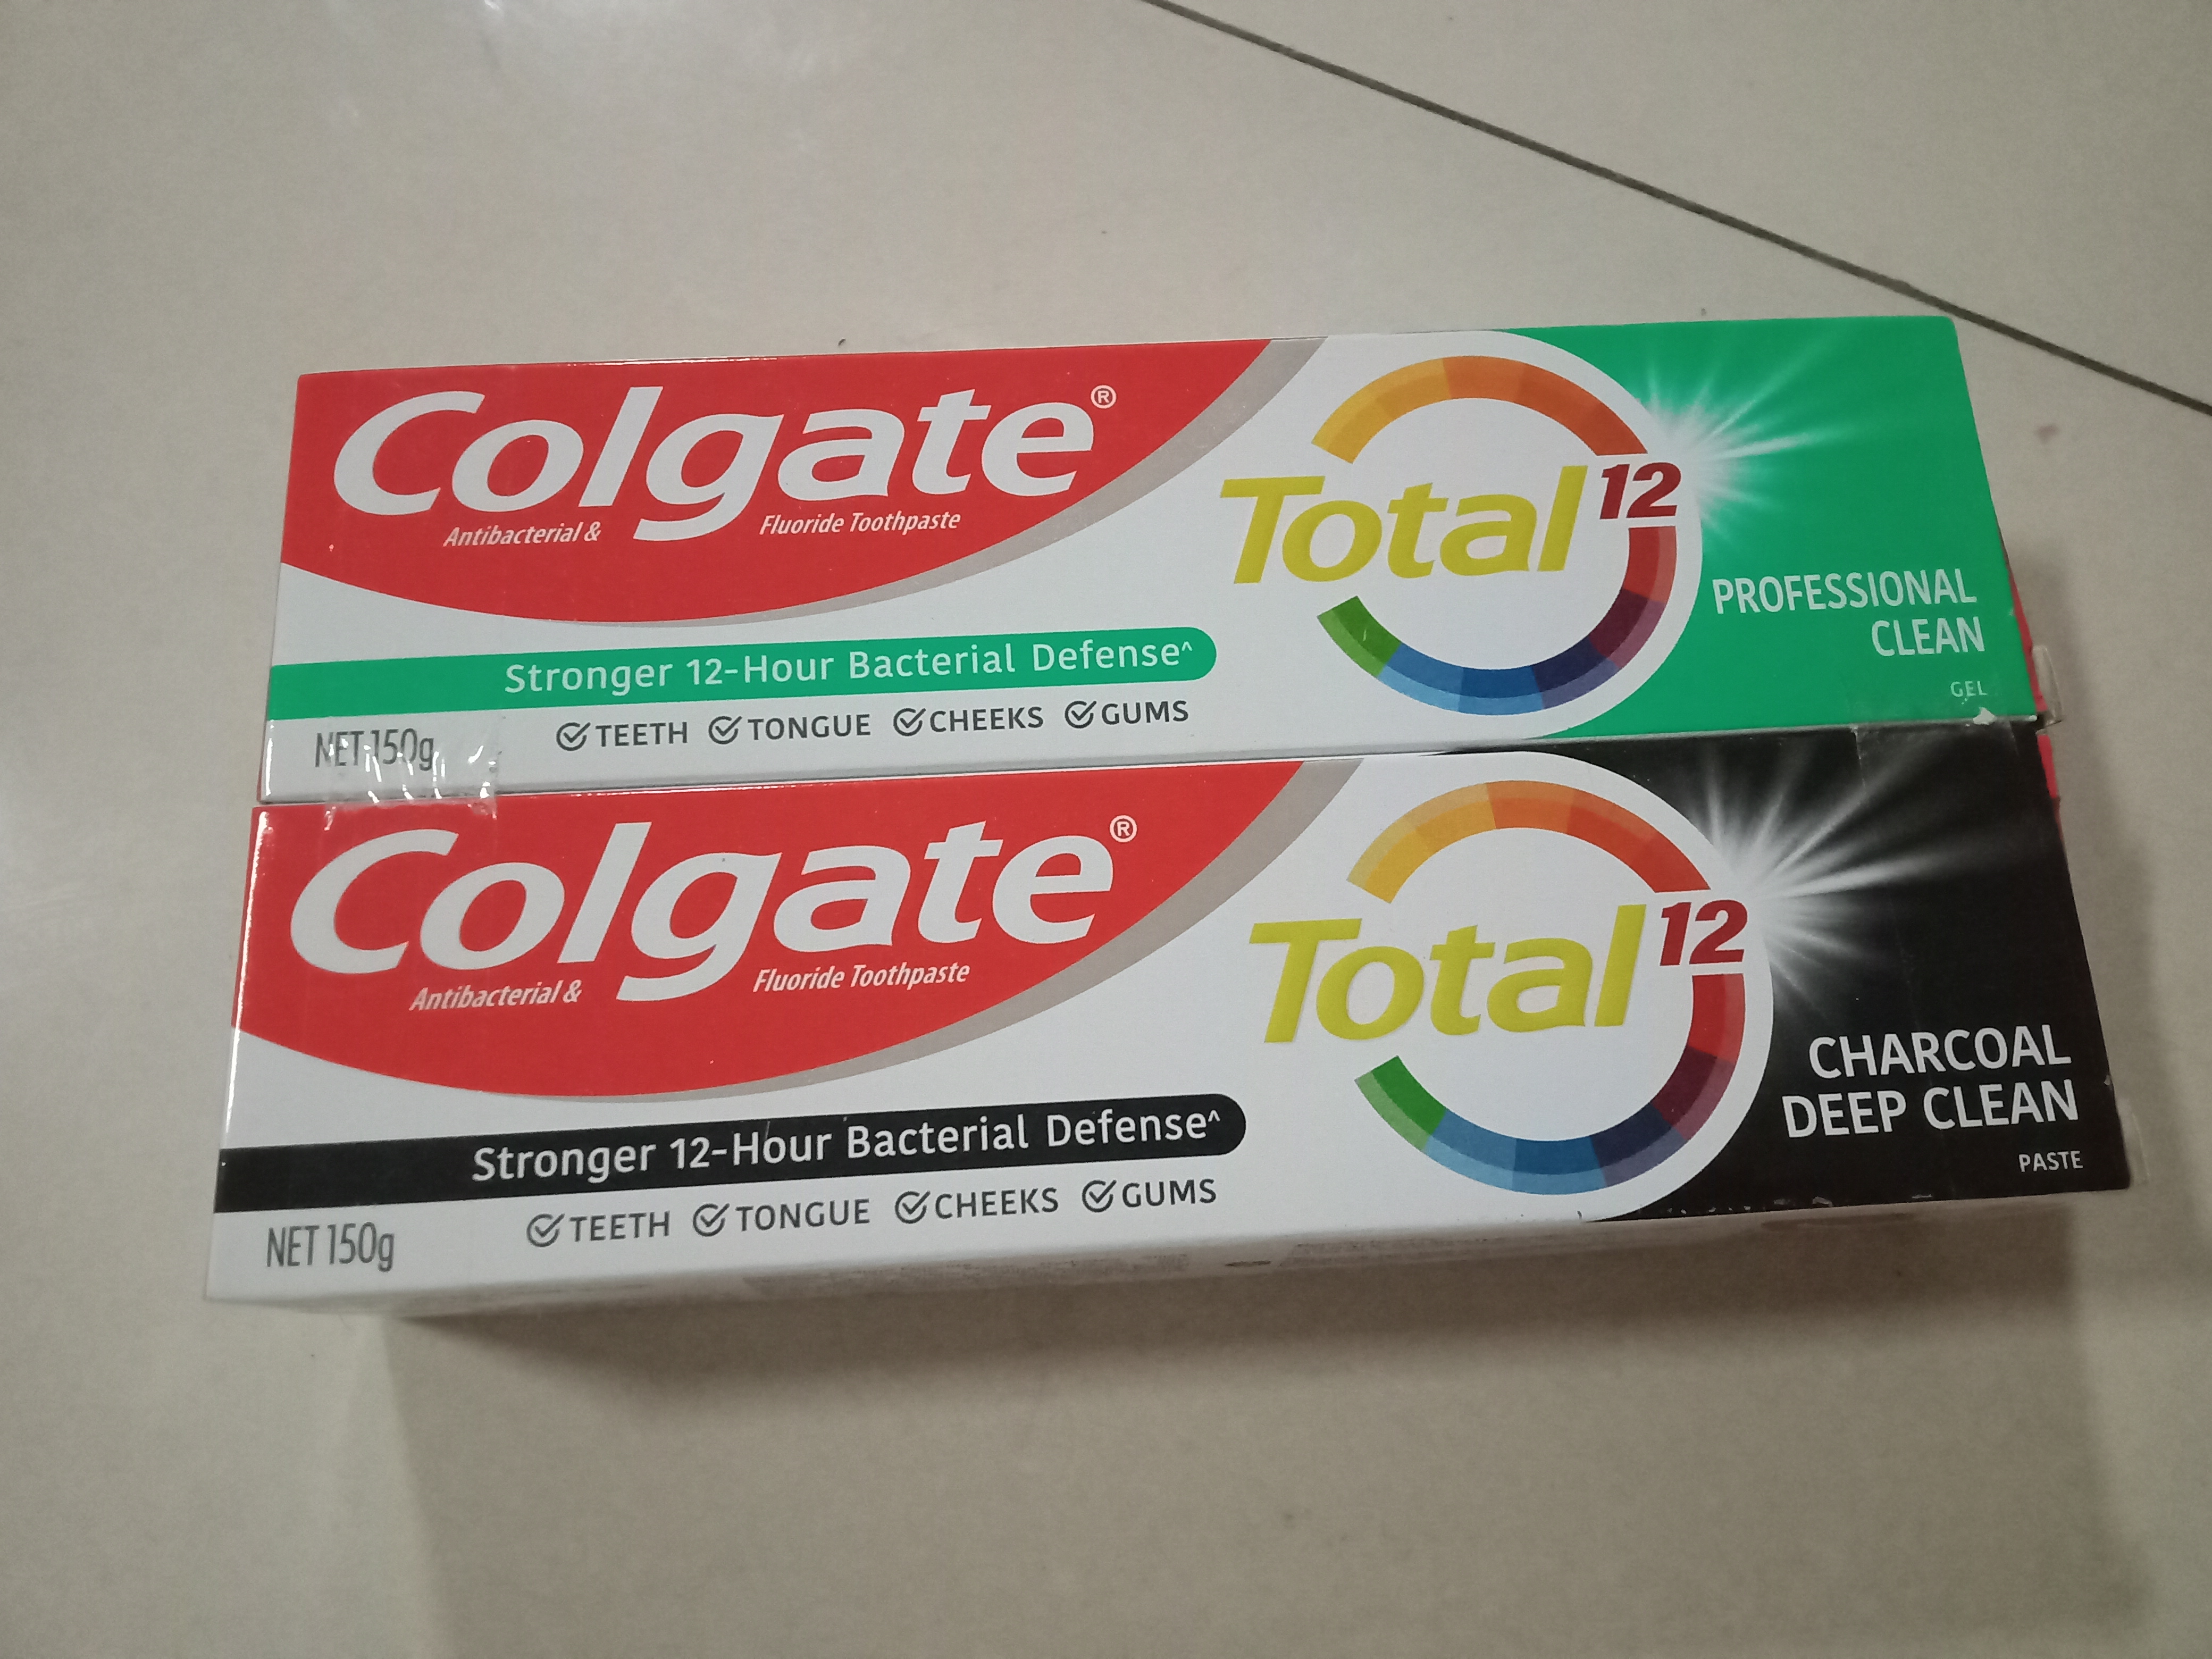 Colgate®
Antibacterial & Fluoride Toothpaste
Total 12
PROFESSIONAL
CLEAN
GEL
Stronger 12-Hour Bacterial Defense^
NET 150g
TEETH TONGUE CHEEKS GUMS
Colgate®
Antibacterial & Fluoride Toothpaste
Total 12
CHARCOAL
DEEP CLEAN
PASTE
Stronger 12-Hour Bacterial Defense^
NET 150g
TEETH TONGUE CHEEKS GUMS